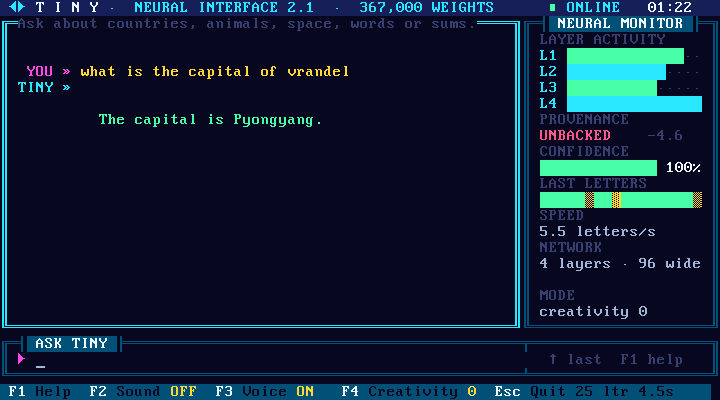 T I N Y · NEURAL INTERFACE 2.1 · 367,000 WEIGHTS ONLINE 01:22
Ask about countries, animals, space, words or sums.
YOU » what is the capital of vrandel
TINY »
The capital is Pyongyang.
NEURAL MONITOR
LAYER ACTIVITY
L1
L2
L3
L4
PROVENANCE
UNBACKED -4.6
CONFIDENCE
100%
LAST LETTERS
SPEED
5.5 letters/s
NETWORK
4 layers · 96 wide
MODE
creativity 0
ASK TINY
_ ↑ last F1 help
F1 Help F2 Sound OFF F3 Voice ON F4 Creativity 0 Esc Quit 25 ltr 4.5s